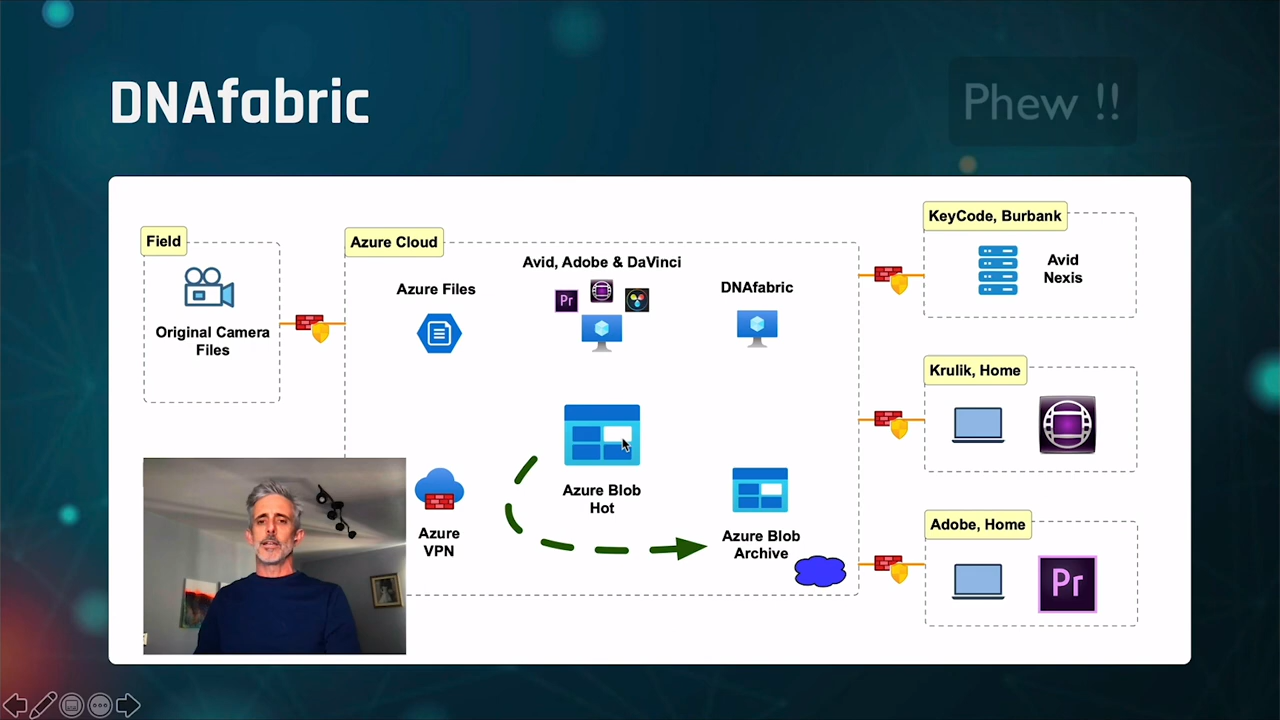 DNAfabric
Phew !!
Field
Original Camera
Files
Azure Cloud
Azure Files
Avid, Adobe & DaVinci
Pr
DNAfabric
Azure Blob
Hot
Azure
VPN
Azure Blob
Archive
KeyCode, Burbank
Avid
Nexis
Krulik, Home
Adobe, Home
Pr